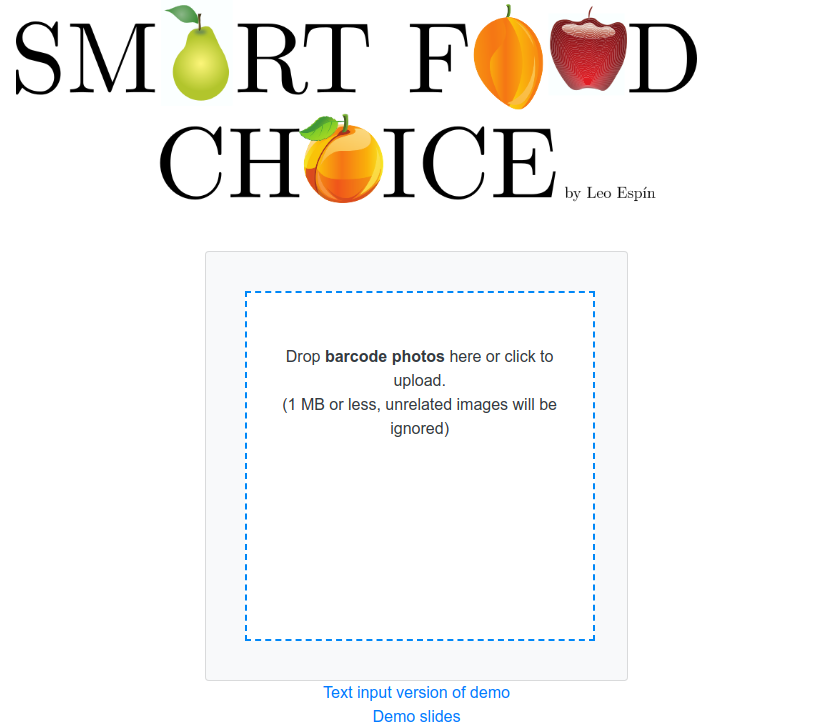 SMART FOOD
CHOICE by Leo Espín
Drop barcode photos here or click to
upload.
(1 MB or less, unrelated images will be
ignored)
Text input version of demo
Demo slides